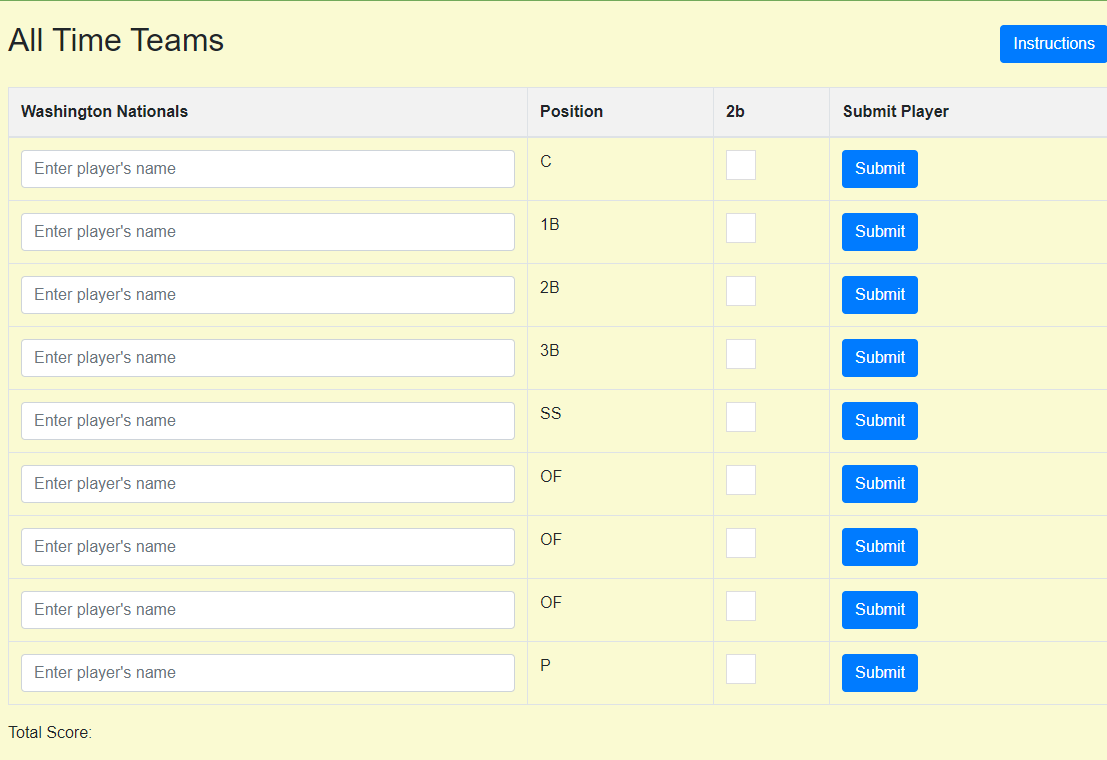 All Time Teams
Instructions
Washington Nationals Position 2b Submit Player
Enter player's name C Submit
Enter player's name 1B Submit
Enter player's name 2B Submit
Enter player's name 3B Submit
Enter player's name SS Submit
Enter player's name OF Submit
Enter player's name OF Submit
Enter player's name OF Submit
Enter player's name P Submit
Total Score: